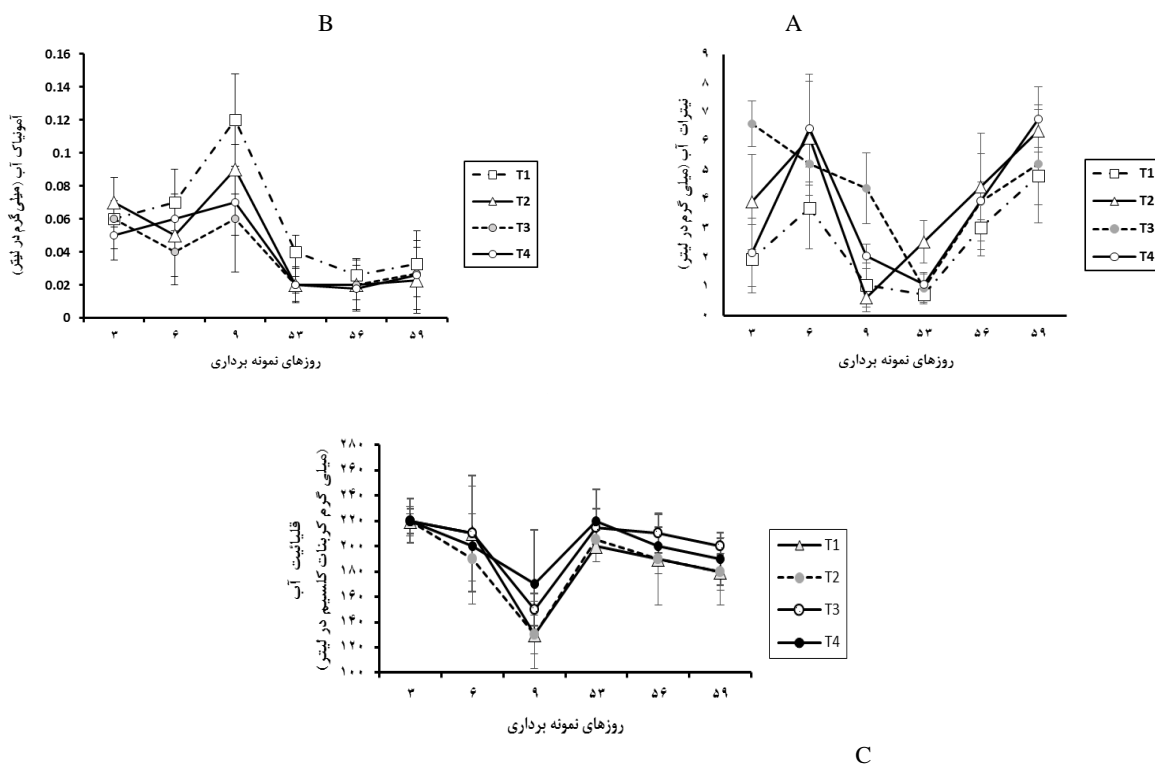 B
A
0.16
0.14
0.12
0.1
0.08
0.06
0.04
0.02
0
آمونیاک آب (میلی گرم در لیتر)
۳ ۶ ۹ ۵۳ ۵۶ ۵۹
روزهای نمونه برداری
T1
T2
T3
T4
۹
۸
۷
۶
۵
۴
۳
۲
۱
۰
نیترات آب (میلی گرم در لیتر)
۳ ۶ ۹ ۵۳ ۵۶ ۵۹
روزهای نمونه برداری
T1
T2
T3
T4
۲۸۰
۲۶۰
۲۴۰
۲۲۰
۲۰۰
۱۸۰
۱۶۰
۱۴۰
۱۲۰
۱۰۰
قلیائیت آب
(میلی گرم کربنات کلسیم در لیتر)
۳ ۶ ۹ ۵۳ ۵۶ ۵۹
روزهای نمونه برداری
T1
T2
T3
T4
C